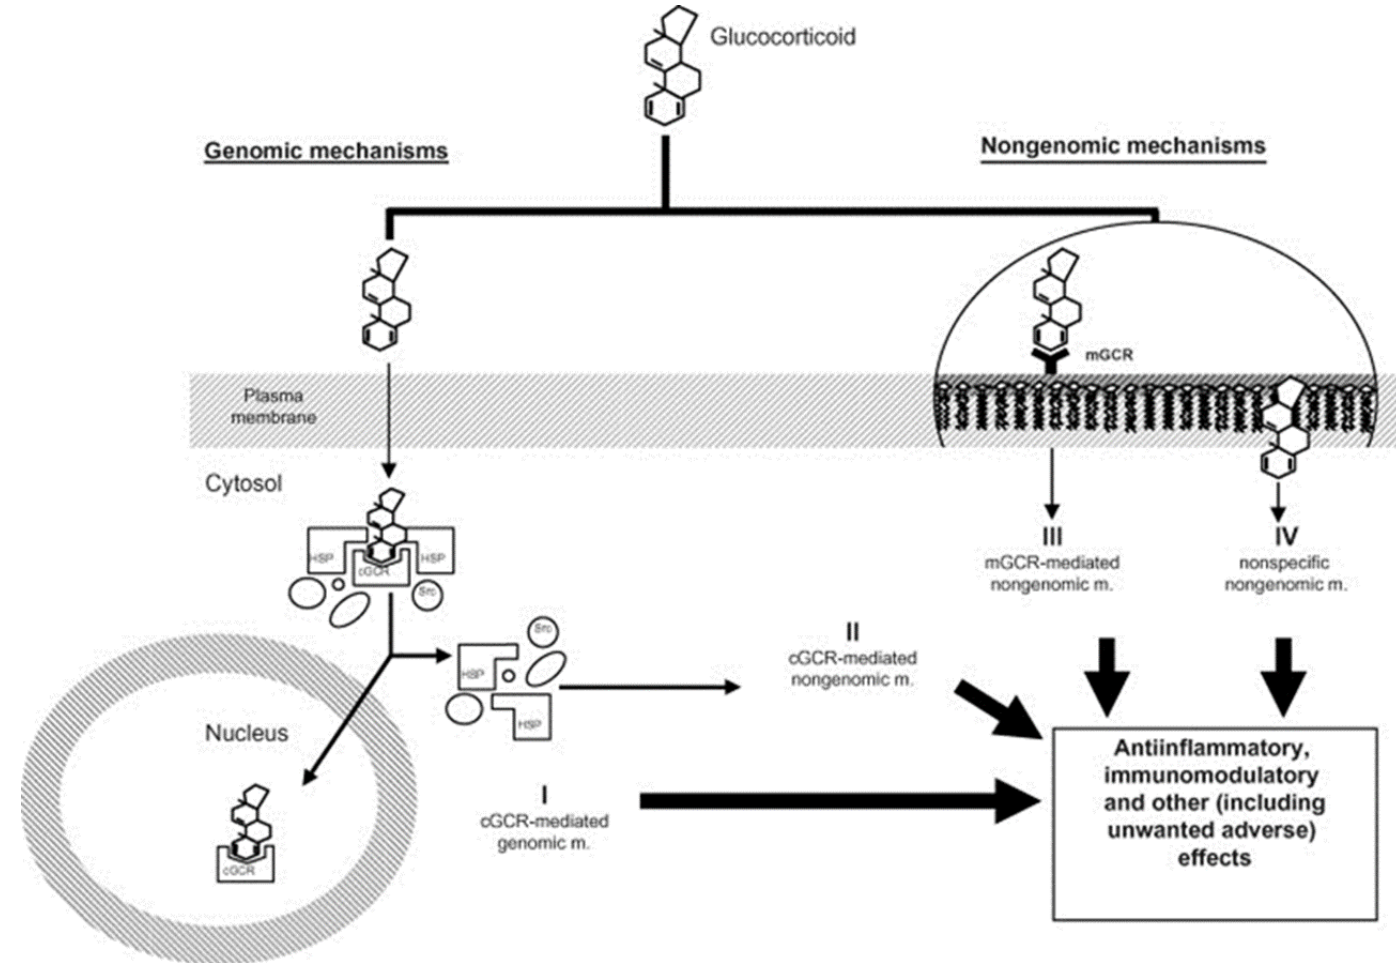 Glucocorticoid
Genomic mechanisms
Nongenomic mechanisms
mGCR
Plasma
membrane
Cytosol
HSP
HSP
cGCR
Src
III
mGCR-mediated
nongenomic m.
IV
nonspecific
nongenomic m.
Src
HSP
HSP
II
cGCR-mediated
nongenomic m.
Nucleus
cGCR
I
cGCR-mediated
genomic m.
Antiinflammatory,
immunomodulatory
and other (including
unwanted adverse)
effects